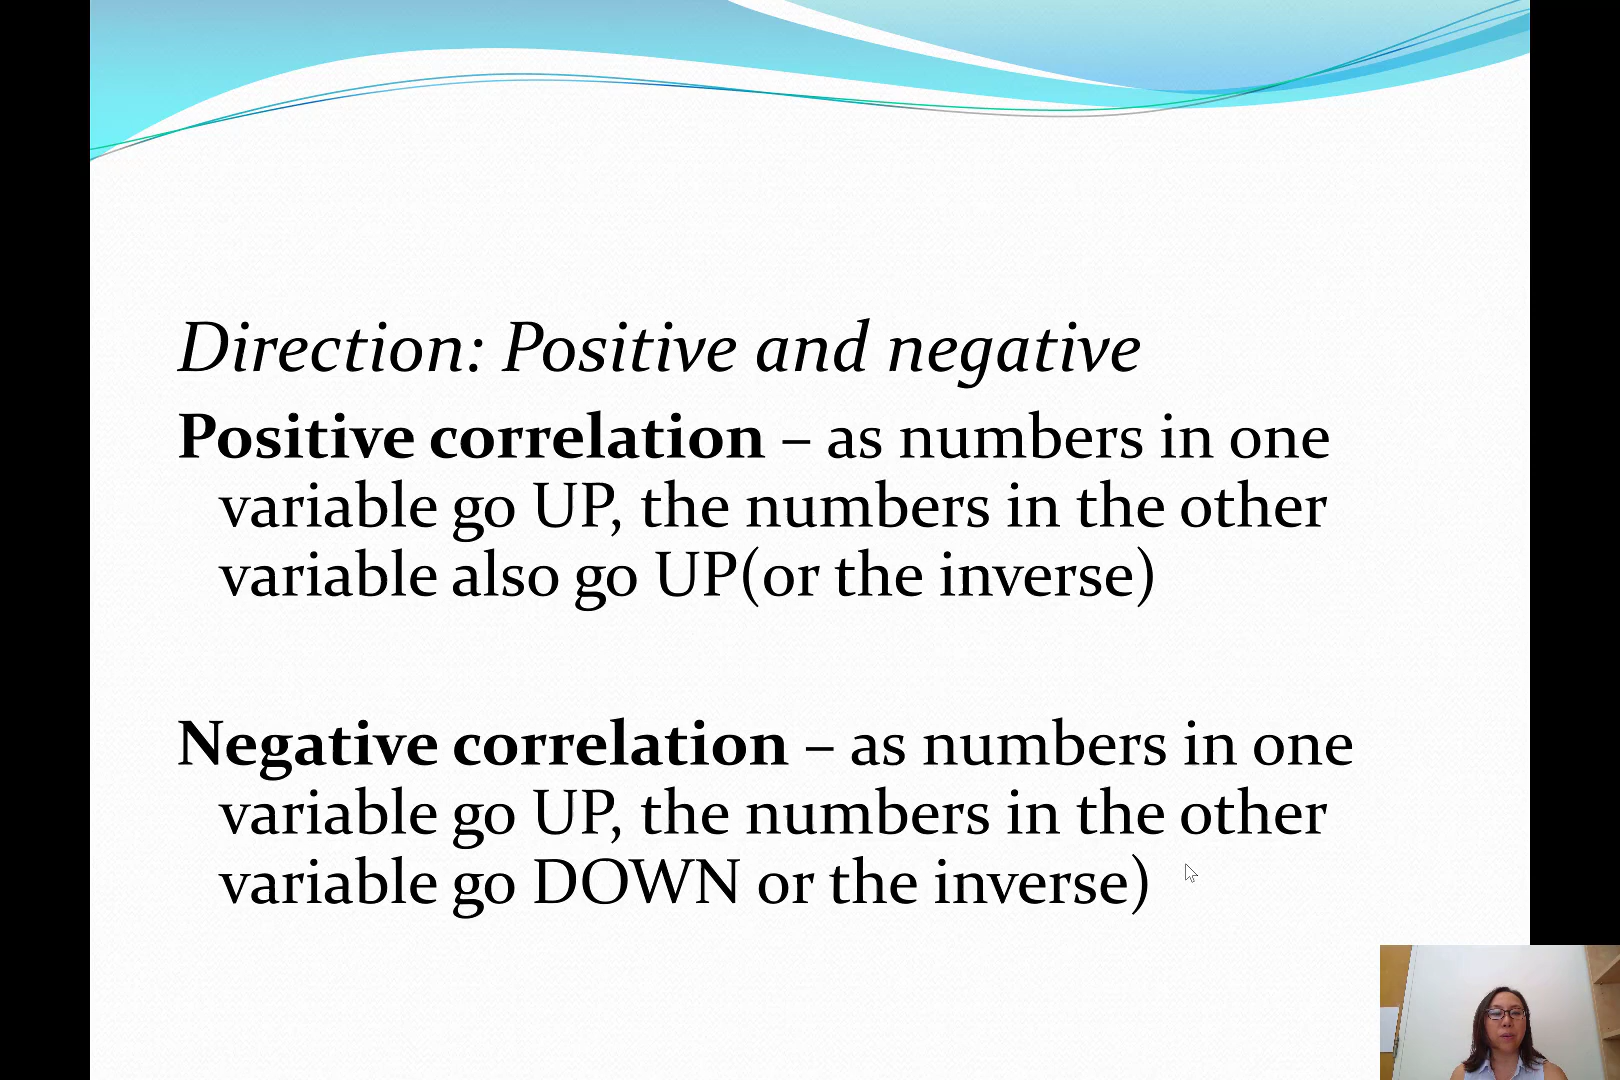 Direction: Positive and negative
Positive correlation – as numbers in one
variable go UP, the numbers in the other
variable also go UP(or the inverse)
Negative correlation – as numbers in one
variable go UP, the numbers in the other
variable go DOWN or the inverse)